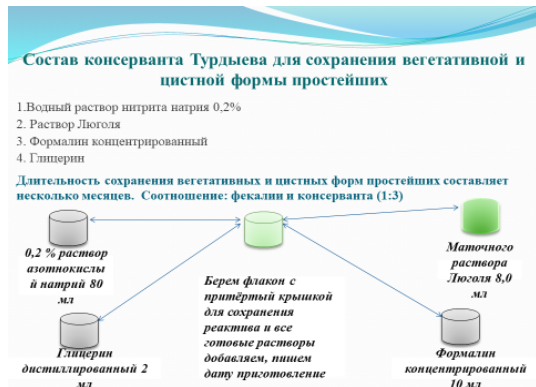 Состав консерванта Турдыева для сохранения вегетативной и
цистной формы простейших
1.Водный раствор нитрита натрия 0,2%
2. Раствор Люголя
3. Формалин концентрированный
4. Глицерин
Длительность сохранения вегетативных и цистных форм простейших составляет
несколько месяцев. Соотношение: фекалии и консерванта (1:3)
0,2 % раствор
азотнокислы
й натрий 80
мл
Берем флакон с
притёртый крышкой
для сохранения
реактива и все
готовые растворы
добавляем, пишем
дату приготовление
Маточного
раствора
Люголя 8,0
мл
Глицерин
дистиллированный 2
мл
Формалин
концентрированный
10 мл